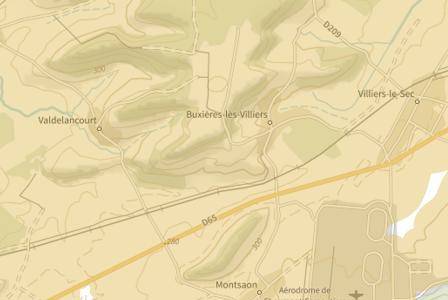 D209
300
Villiers-le-Sec
Valdelancourt
Buxières-lès-Villiers
D65
280
300
Montsaon
Aérodrome de